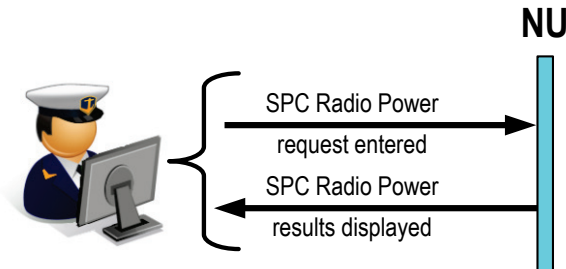 NU
SPC Radio Power
request entered
SPC Radio Power
results displayed